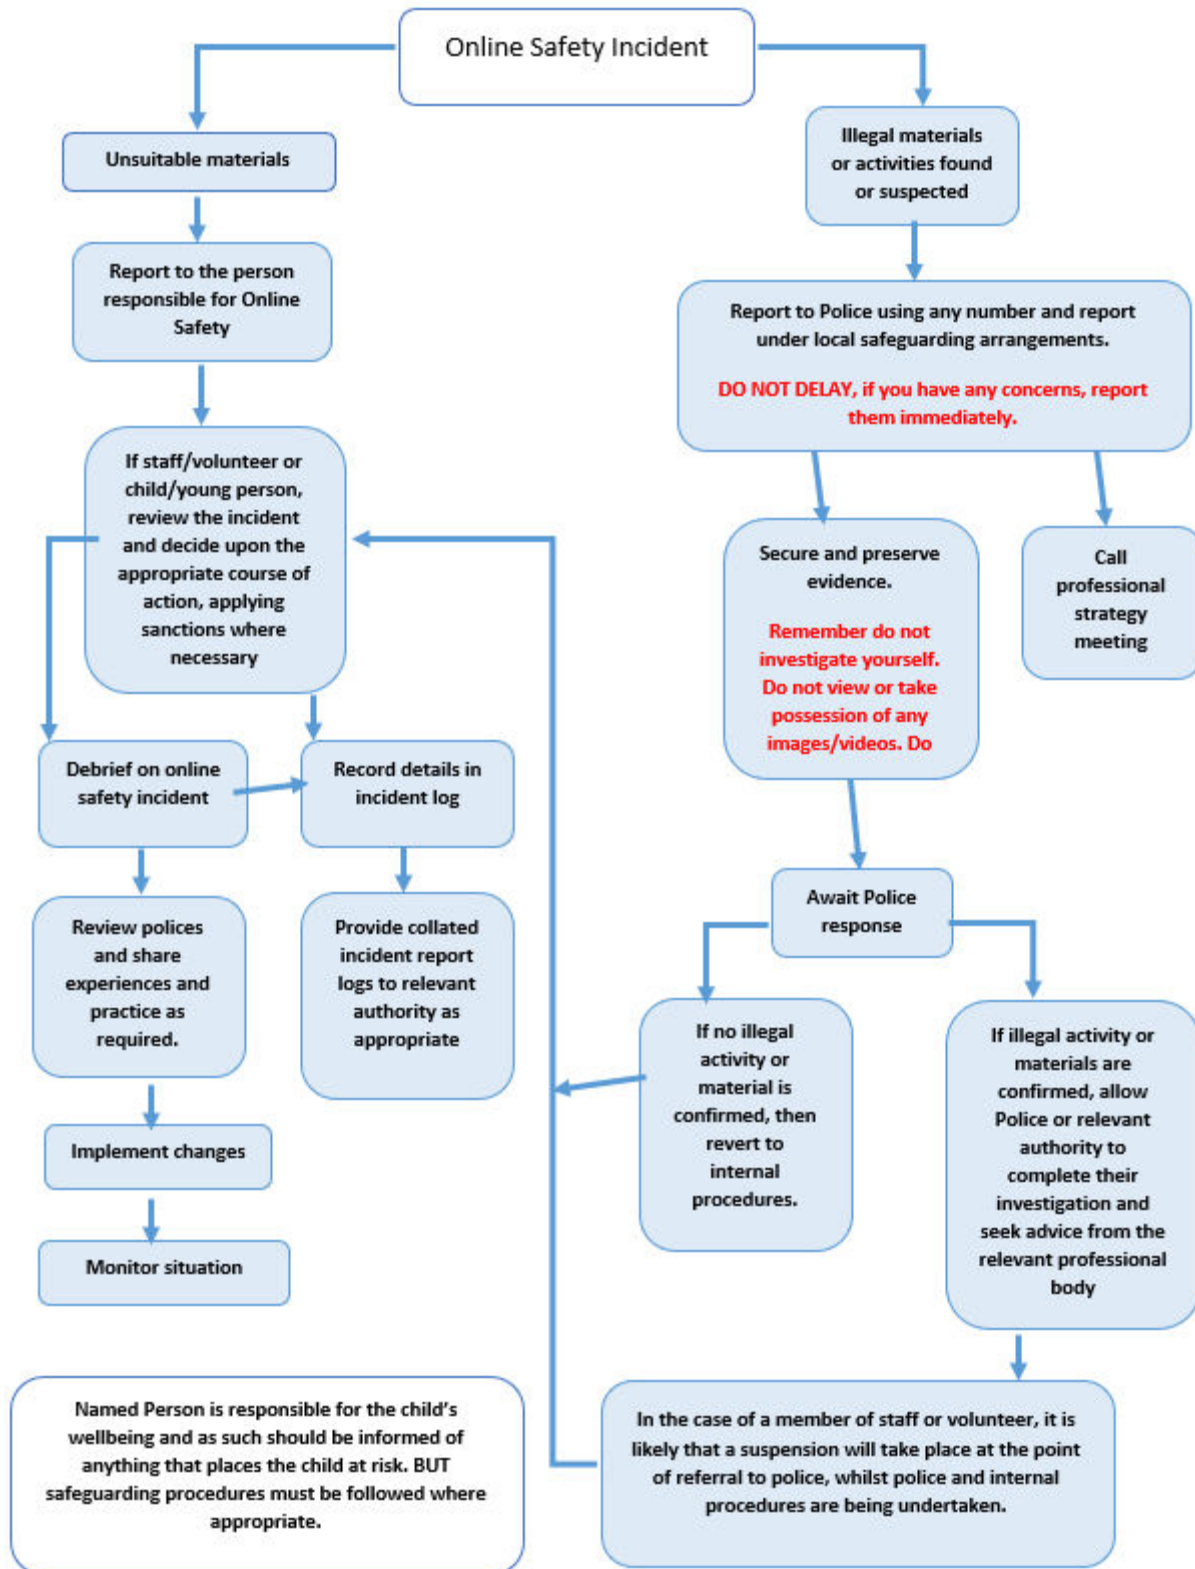 Online Safety Incident
Unsuitable materials
Report to the person
responsible for Online
Safety
If staff/volunteer or
child/young person,
review the incident
and decide upon the
appropriate course of
action, applying
sanctions where
necessary
Debrief on online
safety incident
Record details in
incident log
Review polices
and share
experiences and
practice as
required.
Provide collated
incident report
logs to relevant
authority as
appropriate
Implement changes
Monitor situation
Illegal materials
or activities found
or suspected
Report to Police using any number and report
under local safeguarding arrangements.
DO NOT DELAY, if you have any concerns, report
them immediately.
Secure and preserve
evidence.
Remember do not
investigate yourself.
Do not view or take
possession of any
images/videos. Do
Call
professional
strategy
meeting
Await Police
response
If no illegal
activity or
material is
confirmed, then
revert to
internal
procedures.
If illegal activity or
materials are
confirmed, allow
Police or relevant
authority to
complete their
investigation and
seek advice from the
relevant professional
body
In the case of a member of staff or volunteer, it is
likely that a suspension will take place at the point
of referral to police, whilst police and internal
procedures are being undertaken.
Named Person is responsible for the child’s
wellbeing and as such should be informed of
anything that places the child at risk. BUT
safeguarding procedures must be followed where
appropriate.